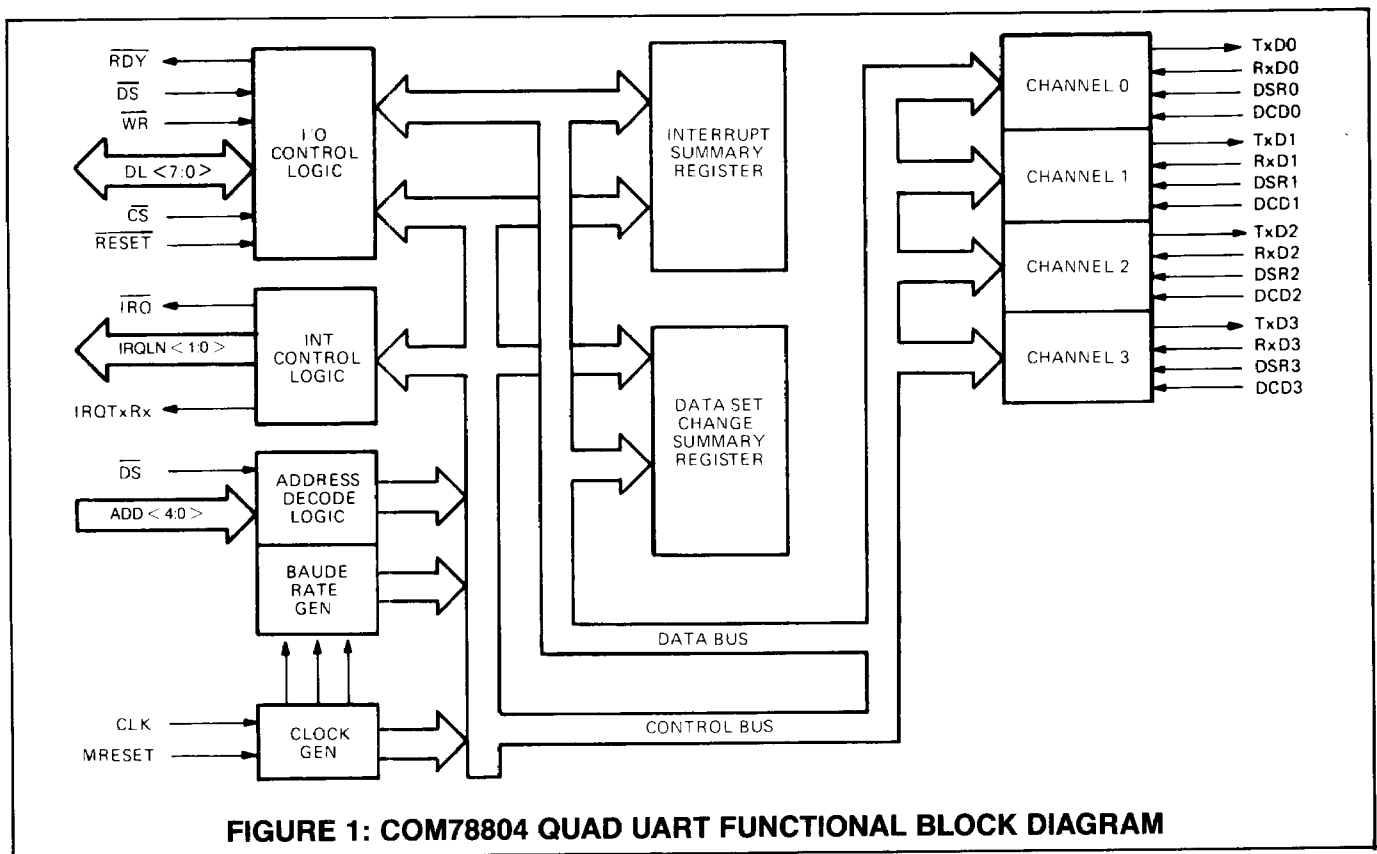 RDY
DS
WR
DL <7:0>
CS
RESET
I/O
CONTROL
LOGIC
IRQ
IRQLN < 1:0 >
IRQTxRx
INT
CONTROL
LOGIC
DS
ADD < 4:0 >
ADDRESS
DECODE
LOGIC
BAUDE
RATE
GEN
CLK
MRESET
CLOCK
GEN
INTERRUPT
SUMMARY
REGISTER
DATA SET
CHANGE
SUMMARY
REGISTER
DATA BUS
CONTROL BUS
CHANNEL 0
CHANNEL 1
CHANNEL 2
CHANNEL 3
TxD0
RxD0
DSR0
DCD0
TxD1
RxD1
DSR1
DCD1
TxD2
RxD2
DSR2
DCD2
TxD3
RxD3
DSR3
DCD3
FIGURE 1: COM78804 QUAD UART FUNCTIONAL BLOCK DIAGRAM